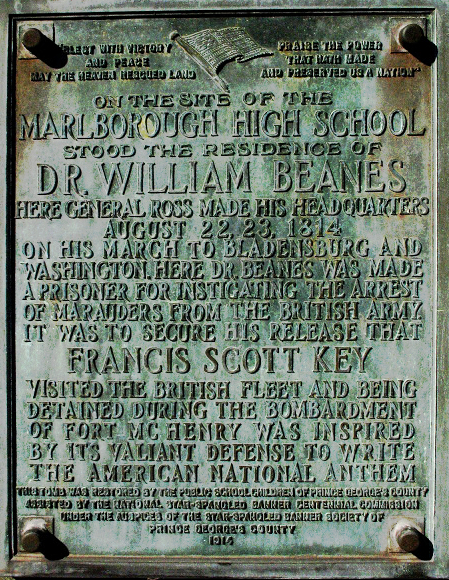 "BLEST WITH VICTORY
AND PEACE
MAY THE HEAVEN RESCUED LAND
PRAISE THE POWER
THAT HATH MADE
AND PRESERVED US A NATION"
ON THE SITE OF THE
MARLBOROUGH HIGH SCHOOL
STOOD THE RESIDENCE OF
DR. WILLIAM BEANES
HERE GENERAL ROSS MADE HIS HEADQUARTERS
AUGUST 22, 23, 1814
ON HIS MARCH TO BLADENSBURG AND
WASHINGTON. HERE DR. BEANES WAS MADE
A PRISONER FOR INSTIGATING THE ARREST
OF MARAUDERS FROM THE BRITISH ARMY.
IT WAS TO SECURE HIS RELEASE THAT
FRANCIS SCOTT KEY
VISITED THE BRITISH FLEET AND BEING
DETAINED DURING THE BOMBARDMENT
OF FORT MCHENRY WAS INSPIRED
BY ITS VALIANT DEFENSE TO WRITE
THE AMERICAN NATIONAL ANTHEM
THIS TOMB WAS RESTORED BY THE PUBLIC SCHOOL CHILDREN OF PRINCE GEORGE'S COUNTY
ASSISTED BY THE NATIONAL STAR-SPANGLED BANNER CENTENNIAL COMMISSION
UNDER THE AUSPICES OF THE STAR-SPANGLED BANNER SOCIETY OF
PRINCE GEORGE'S COUNTY
· 1914